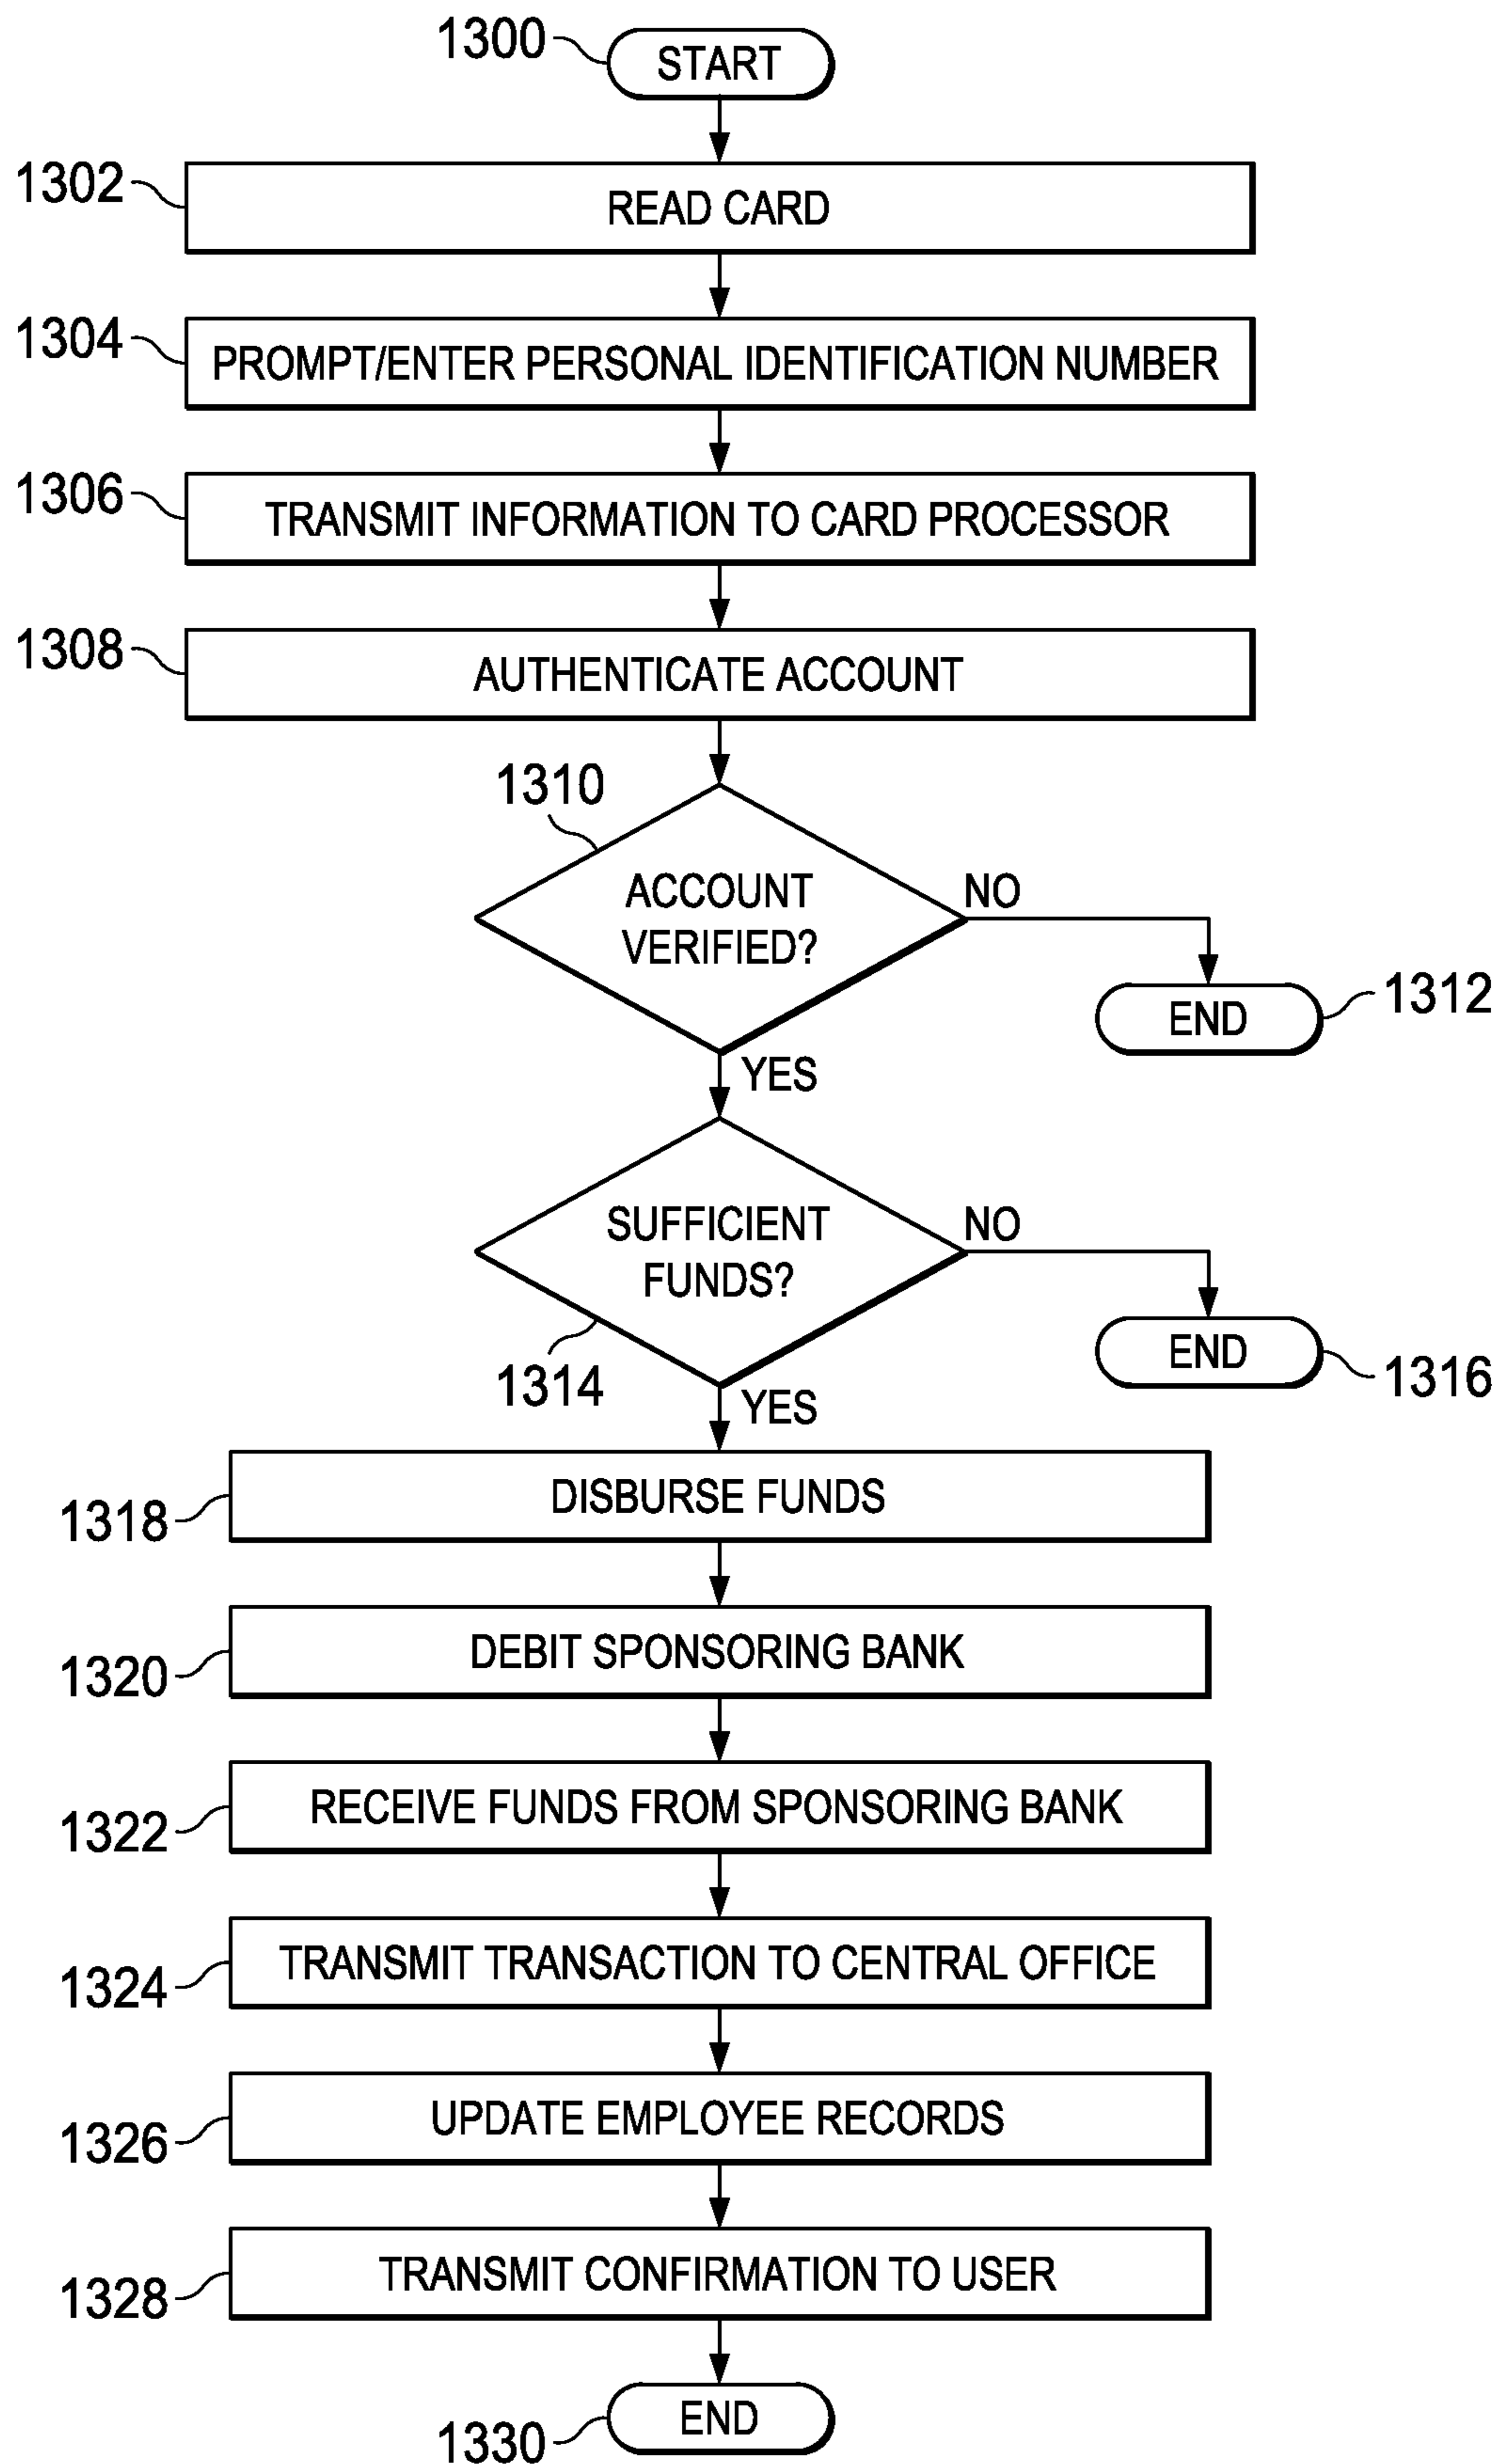 1300
START
1302
READ CARD
1304
PROMPT/ENTER PERSONAL IDENTIFICATION NUMBER
1306
TRANSMIT INFORMATION TO CARD PROCESSOR
1308
AUTHENTICATE ACCOUNT
1310
ACCOUNT
VERIFIED?
NO
END
1312
YES
SUFFICIENT
FUNDS?
NO
1314
END
1316
YES
1318
DISBURSE FUNDS
1320
DEBIT SPONSORING BANK
1322
RECEIVE FUNDS FROM SPONSORING BANK
1324
TRANSMIT TRANSACTION TO CENTRAL OFFICE
1326
UPDATE EMPLOYEE RECORDS
1328
TRANSMIT CONFIRMATION TO USER
1330
END